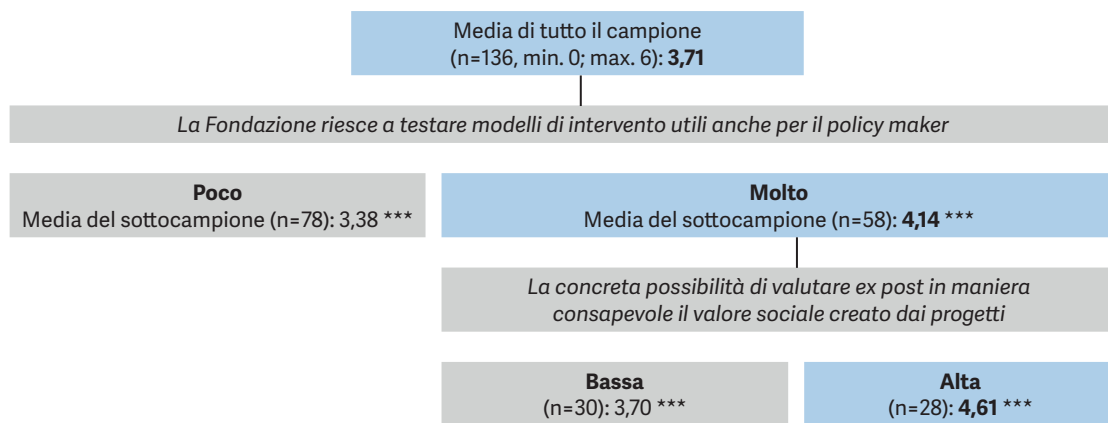 Media di tutto il campione
(n=136, min. 0; max. 6): 3,71
La Fondazione riesce a testare modelli di intervento utili anche per il policy maker
Poco
Media del sottocampione (n=78): 3,38 ***
Molto
Media del sottocampione (n=58): 4,14 ***
La concreta possibilità di valutare ex post in maniera
consapevole il valore sociale creato dai progetti
Bassa
(n=30): 3,70 ***
Alta
(n=28): 4,61 ***